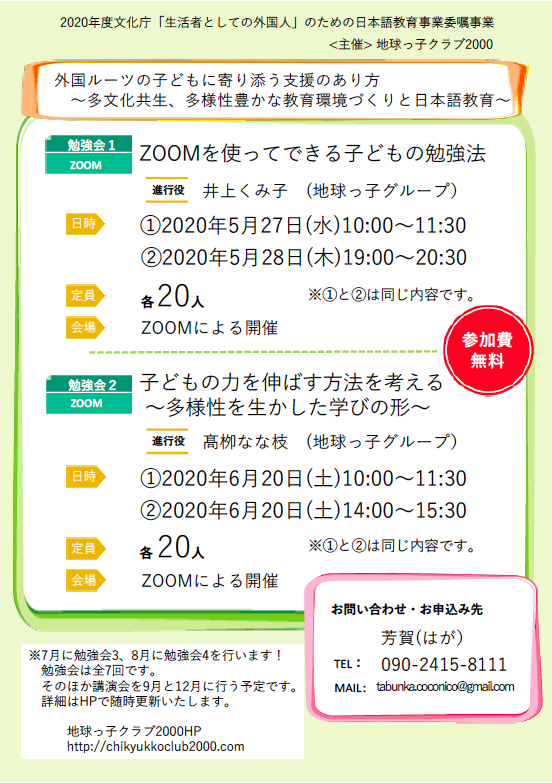 2020年度文化庁「生活者としての外国人」のための日本語教育事業委嘱事業
<主催> 地球っ子クラブ2000
外国ルーツの子どもに寄り添う支援のあり方
～多文化共生、多様性豊かな教育環境づくりと日本語教育～
勉強会1
ZOOM
ZOOMを使ってできる子どもの勉強法
進行役 井上くみ子 (地球っ子グループ)
日時 ①2020年5月27日(水)10:00～11:30
②2020年5月28日(木)19:00～20:30
定員 各20人 ※①と②は同じ内容です。
会場 ZOOMによる開催
参加費
無料
勉強会2
ZOOM
子どもの力を伸ばす方法を考える
～多様性を生かした学びの形～
進行役 髙栁なな枝 (地球っ子グループ)
日時 ①2020年6月20日(土)10:00～11:30
②2020年6月20日(土)14:00～15:30
定員 各20人 ※①と②は同じ内容です。
会場 ZOOMによる開催
お問い合わせ・お申込み先
芳賀(はが)
TEL： 090-2415-8111
MAIL: tabunka.coconico@gmail.com
※7月に勉強会3、8月に勉強会4を行います！
勉強会は全7回です。
そのほか講演会を9月と12月に行う予定です。
詳細はHPで随時更新いたします。
地球っ子クラブ2000HP
http://chikyukkoclub2000.com